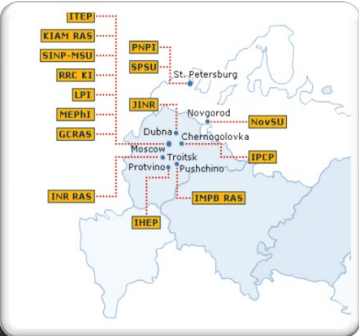 ITEP
KIAM RAS
SINP-MSU
RRC KI
LPI
MEPhI
GCRAS
PNPI
SPSU
St. Petersburg
JINR
Novgorod
NovSU
Dubna
Chernogolovka
Moscow
IPCP
Troitsk
Protvino
Pushchino
INR RAS
IMPB RAS
IHEP